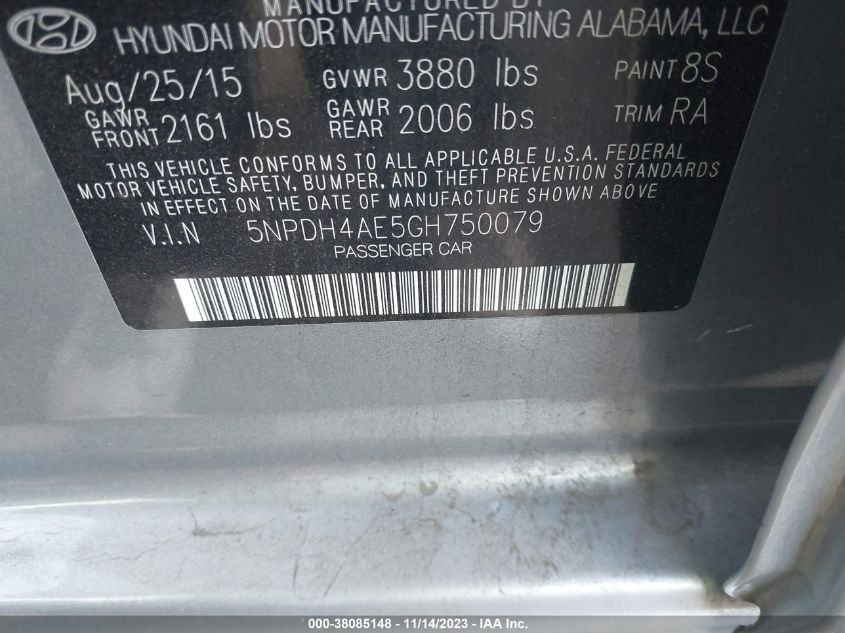 MANUFACTURED BY
HYUNDAI MOTOR MANUFACTURING ALABAMA, LLC
Aug/25/15 GVWR 3880 lbs PAINT 8S
GAWR FRONT 2161 lbs GAWR REAR 2006 lbs TRIM RA
THIS VEHICLE CONFORMS TO ALL APPLICABLE U.S.A. FEDERAL
MOTOR VEHICLE SAFETY, BUMPER, AND THEFT PREVENTION STANDARDS
IN EFFECT ON THE DATE OF MANUFACTURE SHOWN ABOVE
V.I.N 5NPDH4AE5GH750079
PASSENGER CAR
000-38085148 - 11/14/2023 - IAA Inc.